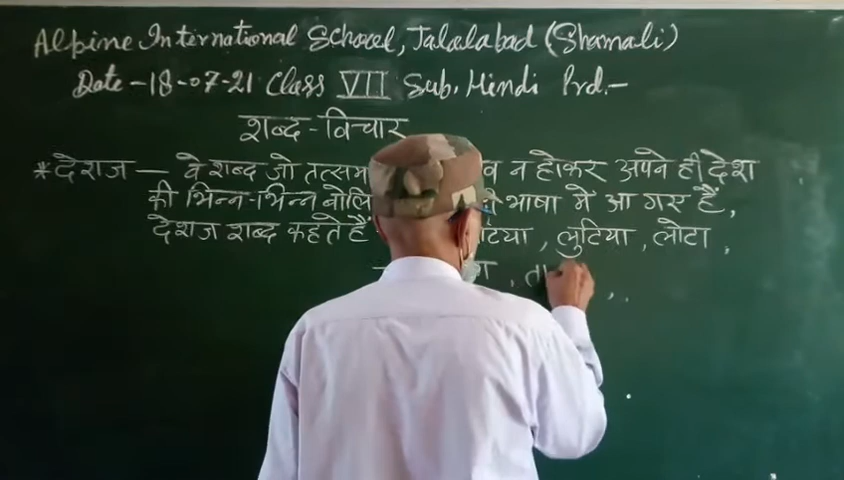 Alpine International School, Jalalabad (Shamali)
Date - 18-07-21 Class VII Sub. Hindi Prd. -
शब्द - विचार
* देशज — वे शब्द जो तत्सम व न होकर अपने ही देश
की भिन्न-भिन्न बोलि भाषा में आ गए हैं,
देशज शब्द कहते हैं टिया , लुटिया , लोटा ,